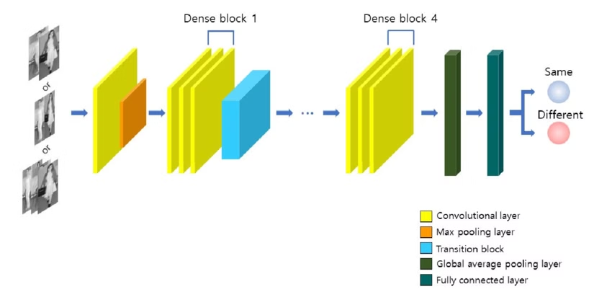 Dense block 1
Dense block 4
or
or
...
Same
Different
Convolutional layer
Max pooling layer
Transition block
Global average pooling layer
Fully connected layer